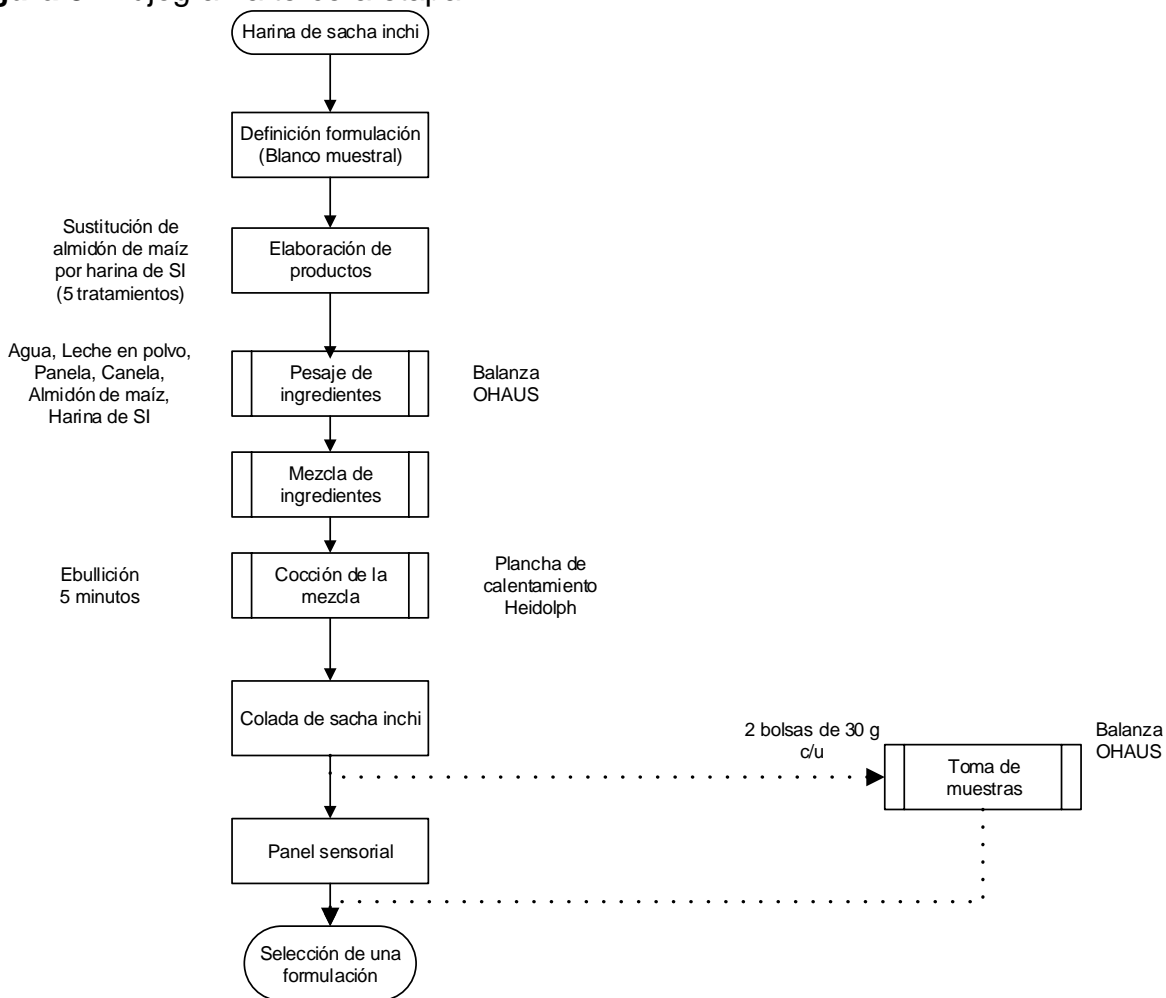 Harina de sacha inchi
Definición formulación
(Blanco muestral)
Sustitución de
almidón de maíz
por harina de SI
(5 tratamientos)
Elaboración de
productos
Agua, Leche en polvo,
Panela, Canela,
Almidón de maíz,
Harina de SI
Pesaje de
ingredientes
Balanza
OHAUS
Mezcla de
ingredientes
Ebullición
5 minutos
Cocción de la
mezcla
Plancha de
calentamiento
Heidolph
Colada de sacha inchi
2 bolsas de 30 g
c/u
Toma de
muestras
Balanza
OHAUS
Panel sensorial
Selección de una
formulación